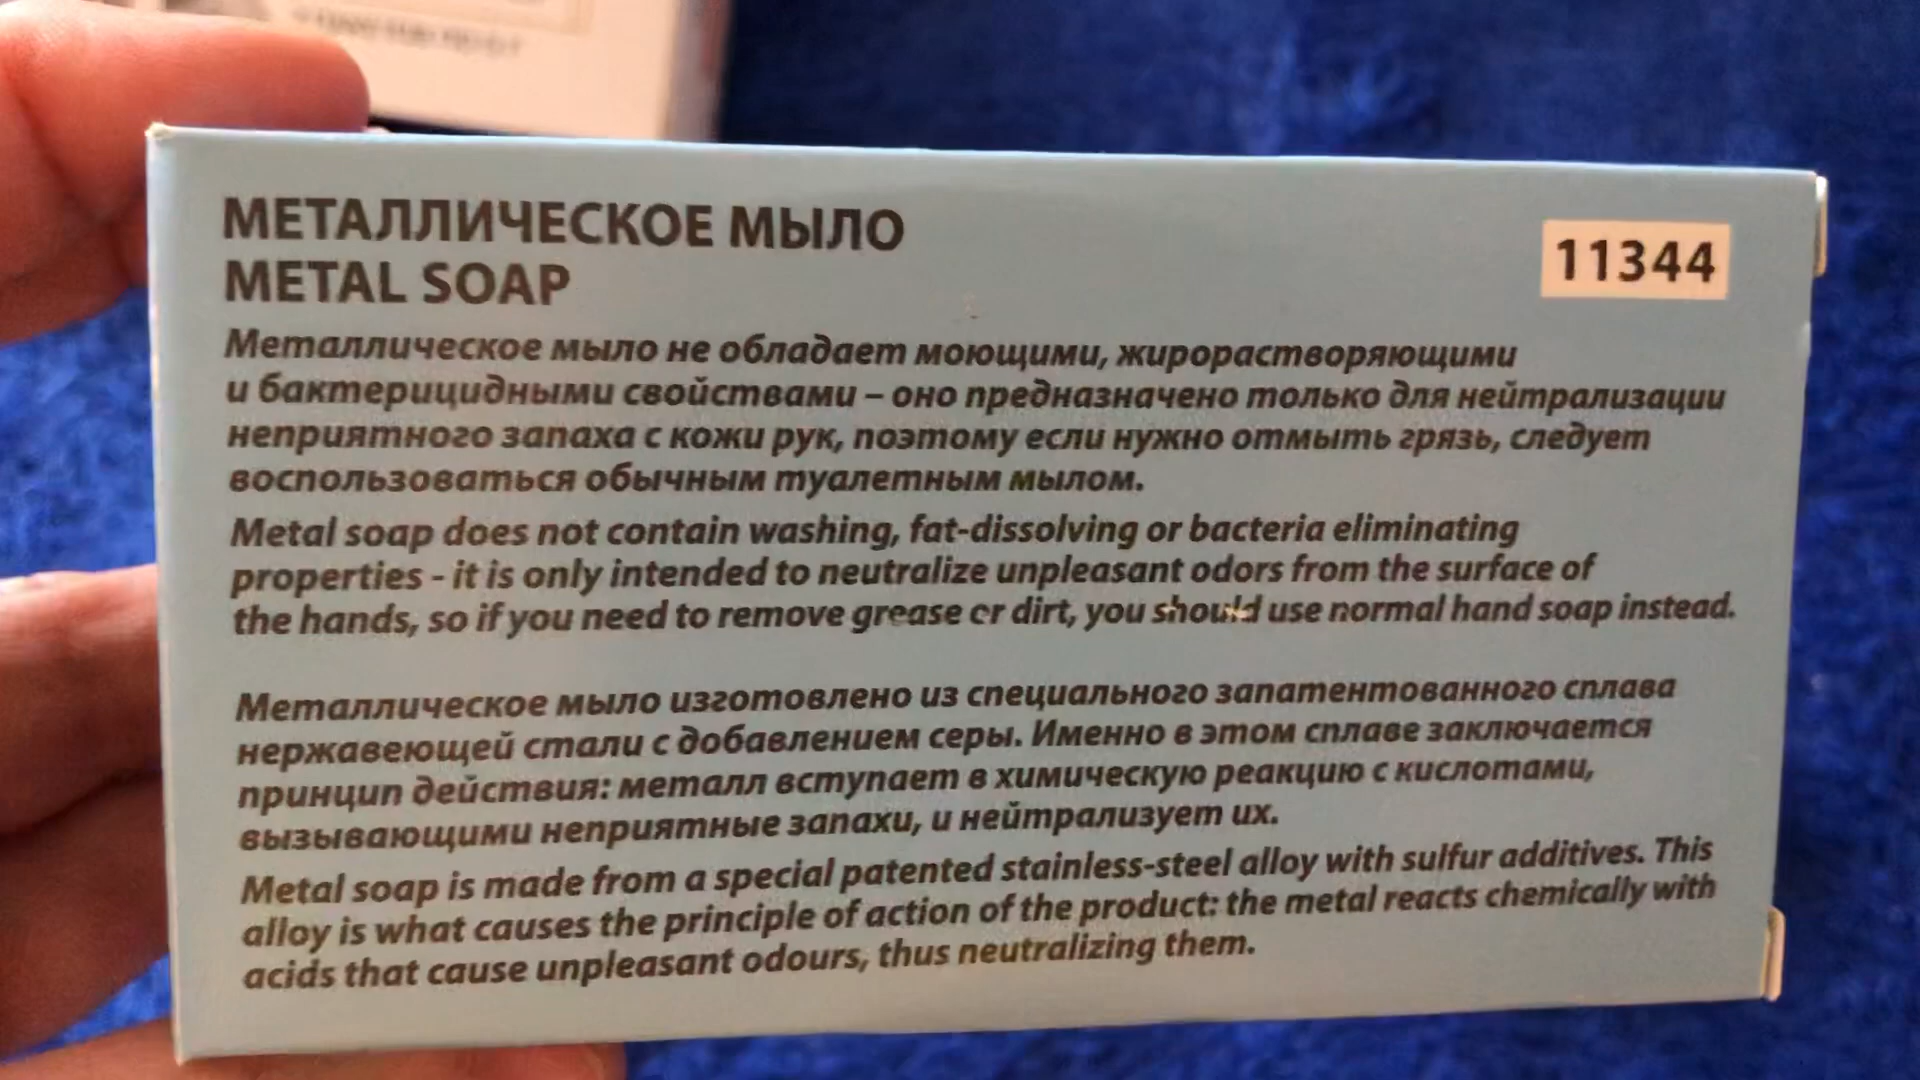 МЕТАЛЛИЧЕСКОЕ МЫЛО
METAL SOAP
11344
Металлическое мыло не обладает моющими, жирорастворяющими
и бактерицидными свойствами – оно предназначено только для нейтрализации
неприятного запаха с кожи рук, поэтому если нужно отмыть грязь, следует
воспользоваться обычным туалетным мылом.
Metal soap does not contain washing, fat-dissolving or bacteria eliminating
properties - it is only intended to neutralize unpleasant odors from the surface of
the hands, so if you need to remove grease or dirt, you should use normal hand soap instead.
Металлическое мыло изготовлено из специального запатентованного сплава
нержавеющей стали с добавлением серы. Именно в этом сплаве заключается
принцип действия: металл вступает в химическую реакцию с кислотами,
вызывающими неприятные запахи, и нейтрализует их.
Metal soap is made from a special patented stainless-steel alloy with sulfur additives. This
alloy is what causes the principle of action of the product: the metal reacts chemically with
acids that cause unpleasant odours, thus neutralizing them.